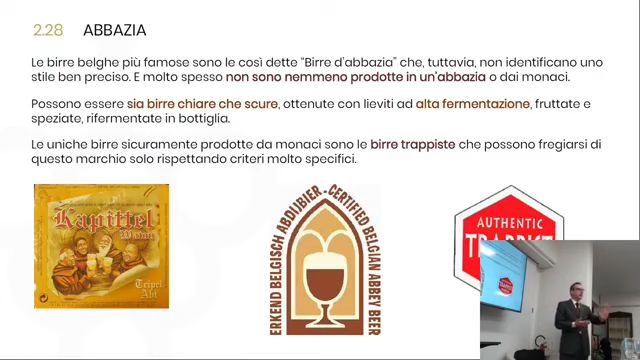 2.28 ABBAZIA
Le birre belghe più famose sono le così dette “Birre d’abbazia” che, tuttavia, non identificano uno
stile ben preciso. E molto spesso non sono nemmeno prodotte in un’abbazia o dai monaci.
Possono essere sia birre chiare che scure, ottenute con lieviti ad alta fermentazione, fruttate e
speziate, rifermentate in bottiglia.
Le uniche birre sicuramente prodotte da monaci sono le birre trappiste che possono fregiarsi di
questo marchio solo rispettando criteri molto specifici.
Kapittel
Watou
Tripel
Abt
ERKEND BELGISCH ABDIJBIER - CERTIFIED BELGIAN ABBEY BEER
AUTHENTIC
TRAPPIST